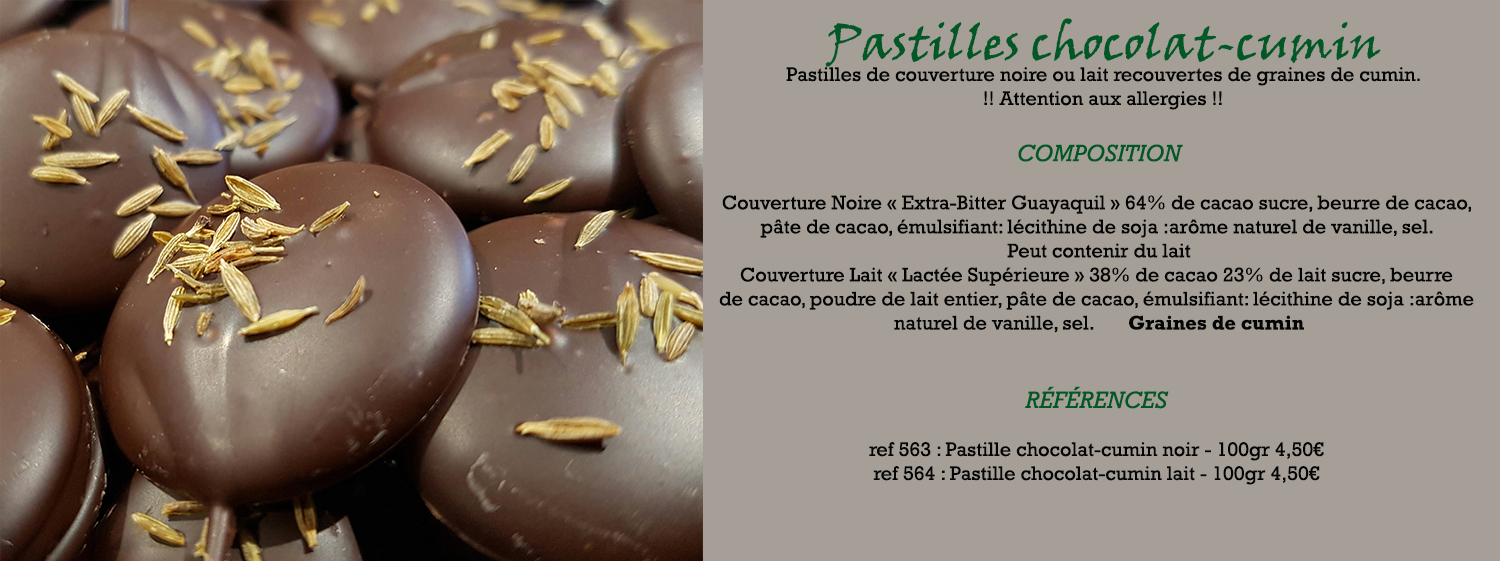 Pastilles chocolat-cumin
Pastilles de couverture noire ou lait recouvertes de graines de cumin.
!! Attention aux allergies !!
COMPOSITION
Couverture Noire « Extra-Bitter Guayaquil » 64% de cacao sucre, beurre de cacao,
pâte de cacao, émulsifiant: lécithine de soja :arôme naturel de vanille, sel.
Peut contenir du lait
Couverture Lait « Lactée Supérieure » 38% de cacao 23% de lait sucre, beurre
de cacao, poudre de lait entier, pâte de cacao, émulsifiant: lécithine de soja :arôme
naturel de vanille, sel. Graines de cumin
RÉFÉRENCES
ref 563 : Pastille chocolat-cumin noir - 100gr 4,50€
ref 564 : Pastille chocolat-cumin lait - 100gr 4,50€